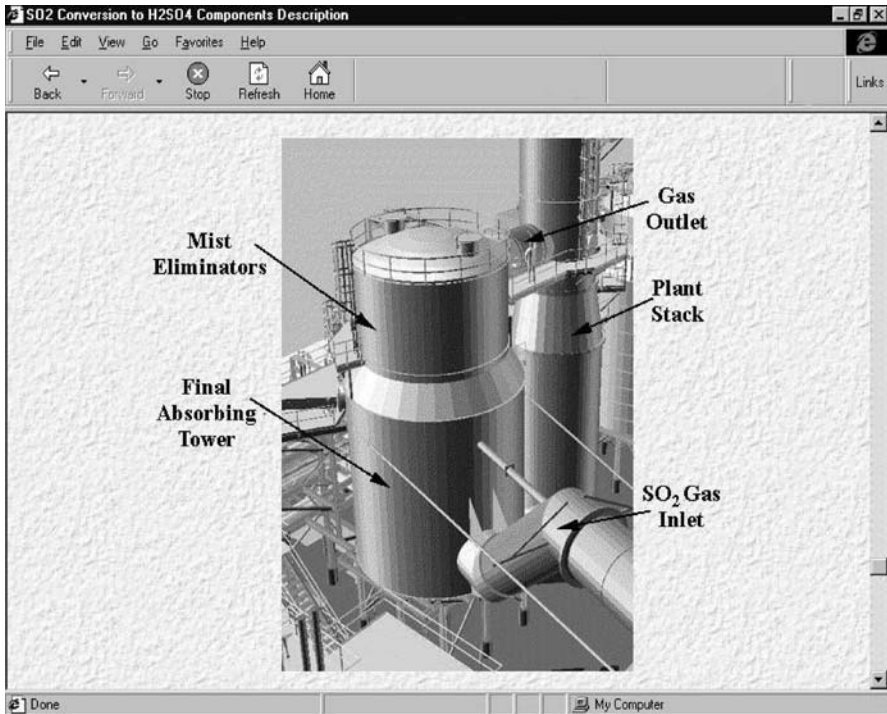 SO2 Conversion to H2SO4 Components Description
File Edit View Go Favorites Help
Back Forward Stop Refresh Home Links
Gas
Outlet
Mist
Eliminators
Plant
Stack
Final
Absorbing
Tower
SO₂ Gas
Inlet
Done My Computer